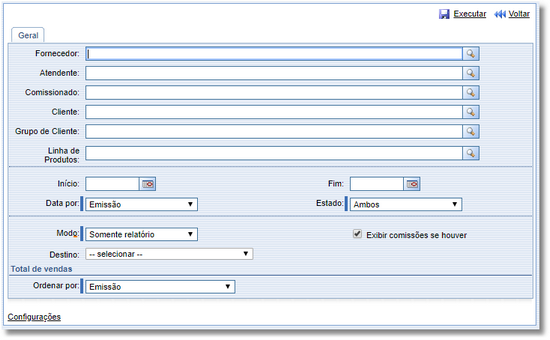 Executar Voltar
Geral
Fornecedor:
Atendente:
Comissionado:
Cliente:
Grupo de Cliente:
Linha de
Produtos:
Início: Fim:
Data por: Emissão Estado: Ambos
Modo: Somente relatório Exibir comissões se houver
Destino: -- selecionar --
Total de vendas
Ordenar por: Emissão
Configurações